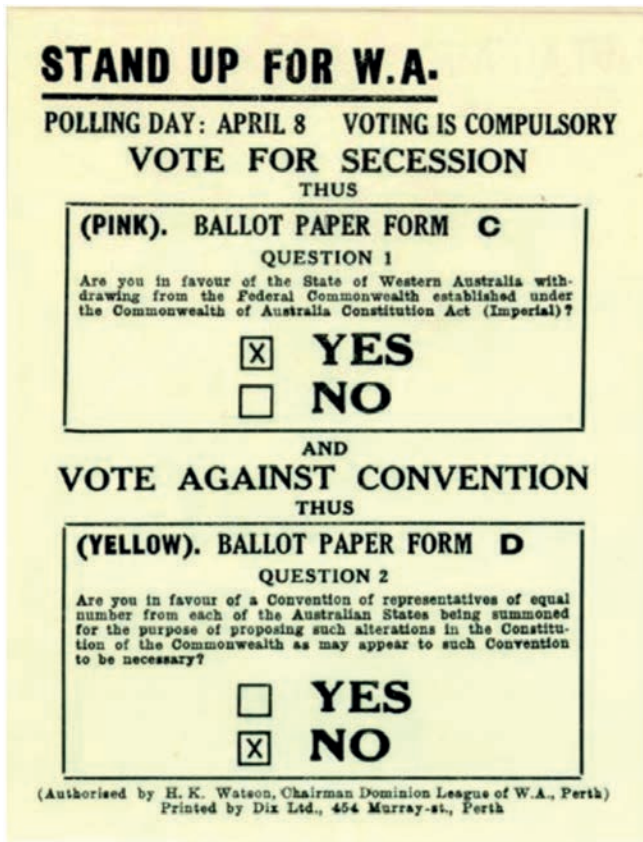 STAND UP FOR W.A.
POLLING DAY: APRIL 8 VOTING IS COMPULSORY
VOTE FOR SECESSION
THUS
(PINK). BALLOT PAPER FORM C
QUESTION 1
Are you in favour of the State of Western Australia with-
drawing from the Federal Commonwealth established under
the Commonwealth of Australia Constitution Act (Imperial)?
X YES
NO
AND
VOTE AGAINST CONVENTION
THUS
(YELLOW). BALLOT PAPER FORM D
QUESTION 2
Are you in favour of a Convention of representatives of equal
number from each of the Australian States being summoned
for the purpose of proposing such alterations in the Constitu-
tion of the Commonwealth as may appear to such Convention
to be necessary?
YES
X NO
(Authorised by H. K. Watson, Chairman Dominion League of W.A., Perth)
Printed by Dix Ltd., 454 Murray-st., Perth